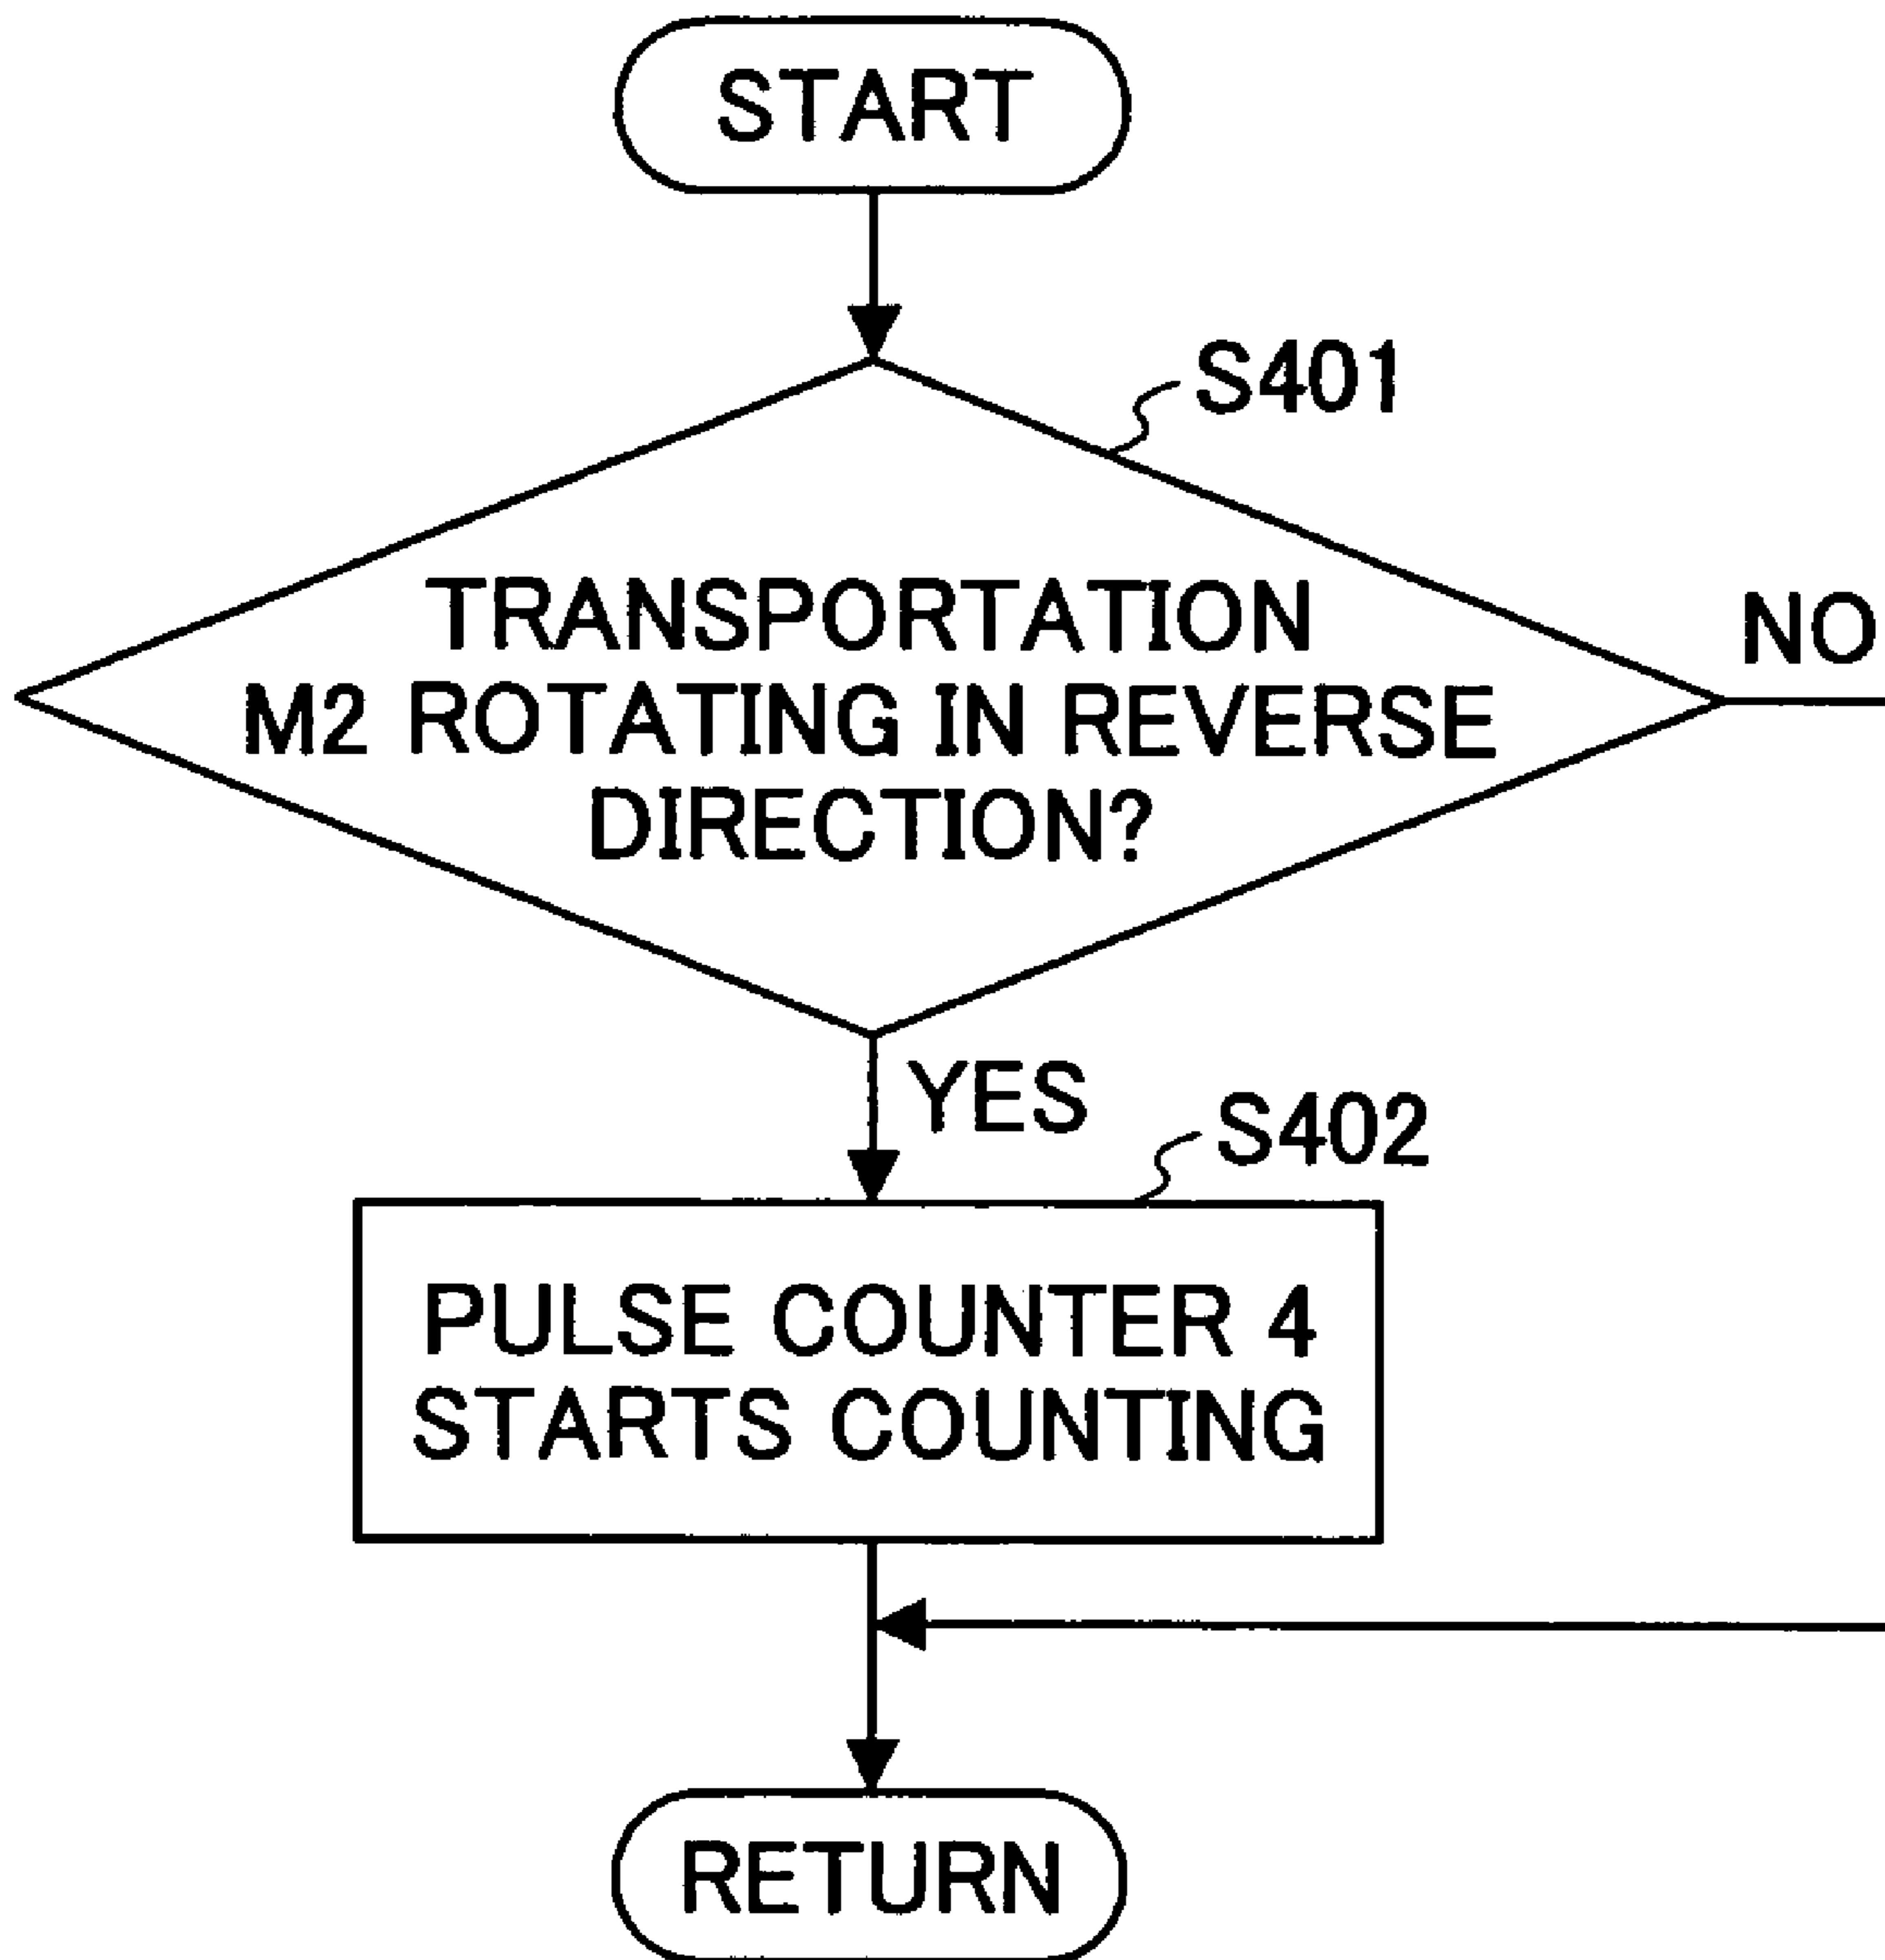 START
S401
TRANSPORTATION
M2 ROTATING IN REVERSE
DIRECTION?
NO
YES
S402
PULSE COUNTER 4
STARTS COUNTING
RETURN